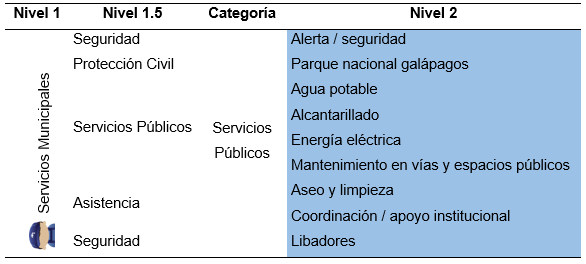 Nivel 1 Nivel 1.5 Categoría Nivel 2
Servicios Municipales
Seguridad Alerta / seguridad
Protección Civil Parque nacional galápagos
Agua potable
Alcantarillado
Servicios Públicos Servicios Públicos
Energía eléctrica
Mantenimiento en vías y espacios públicos
Aseo y limpieza
Asistencia
Coordinación / apoyo institucional
Seguridad Libadores